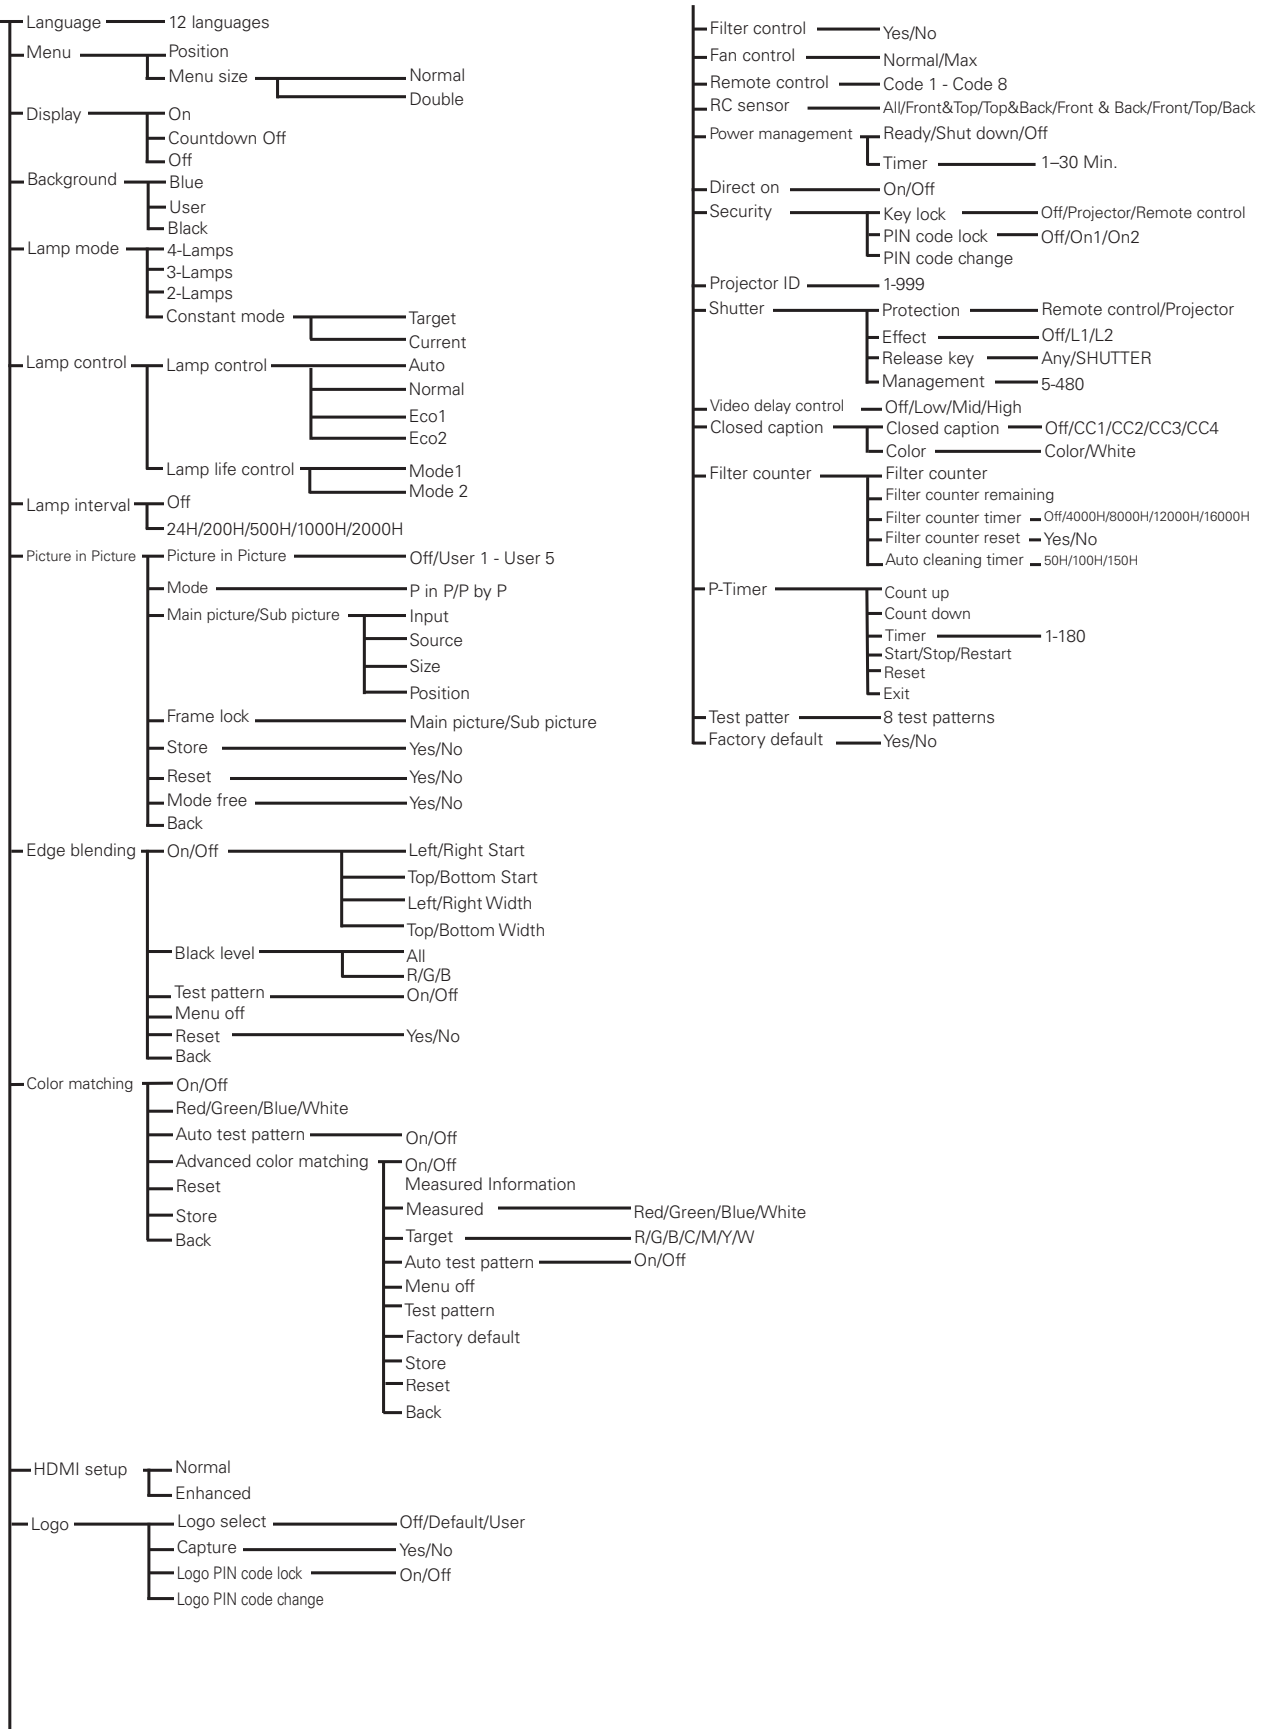 Language 12 languages
Menu Position
Menu size Normal
Double
Display On
Countdown Off
Off
Background Blue
User
Black
Lamp mode 4-Lamps
3-Lamps
2-Lamps
Constant mode Target
Current
Lamp control Lamp control Auto
Normal
Eco1
Eco2
Lamp life control Mode1
Mode 2
Lamp interval Off
24H/200H/500H/1000H/2000H
Picture in Picture Picture in Picture Off/User 1 - User 5
Mode P in P/P by P
Main picture/Sub picture Input
Source
Size
Position
Frame lock Main picture/Sub picture
Store Yes/No
Reset Yes/No
Mode free Yes/No
Back
Edge blending On/Off Left/Right Start
Top/Bottom Start
Left/Right Width
Top/Bottom Width
Black level All
R/G/B
Test pattern On/Off
Menu off
Reset Yes/No
Back
Color matching On/Off
Red/Green/Blue/White
Auto test pattern On/Off
Advanced color matching On/Off
Measured Information
Reset
Measured Red/Green/Blue/White
Store
Target R/G/B/C/M/Y/W
Back
Auto test pattern On/Off
Menu off
Test pattern
Factory default
Store
Reset
Back
HDMI setup Normal
Enhanced
Logo Logo select Off/Default/User
Capture Yes/No
Logo PIN code lock On/Off
Logo PIN code change
Filter control Yes/No
Fan control Normal/Max
Remote control Code 1 - Code 8
RC sensor All/Front&Top/Top&Back/Front & Back/Front/Top/Back
Power management Ready/Shut down/Off
Timer 1–30 Min.
Direct on On/Off
Security Key lock Off/Projector/Remote control
PIN code lock Off/On1/On2
PIN code change
Projector ID 1-999
Shutter Protection Remote control/Projector
Effect Off/L1/L2
Release key Any/SHUTTER
Management 5-480
Video delay control Off/Low/Mid/High
Closed caption Closed caption Off/CC1/CC2/CC3/CC4
Color Color/White
Filter counter Filter counter
Filter counter remaining
Filter counter timer Off/4000H/8000H/12000H/16000H
Filter counter reset Yes/No
Auto cleaning timer 50H/100H/150H
P-Timer Count up
Count down
Timer 1-180
Start/Stop/Restart
Reset
Exit
Test patter 8 test patterns
Factory default Yes/No